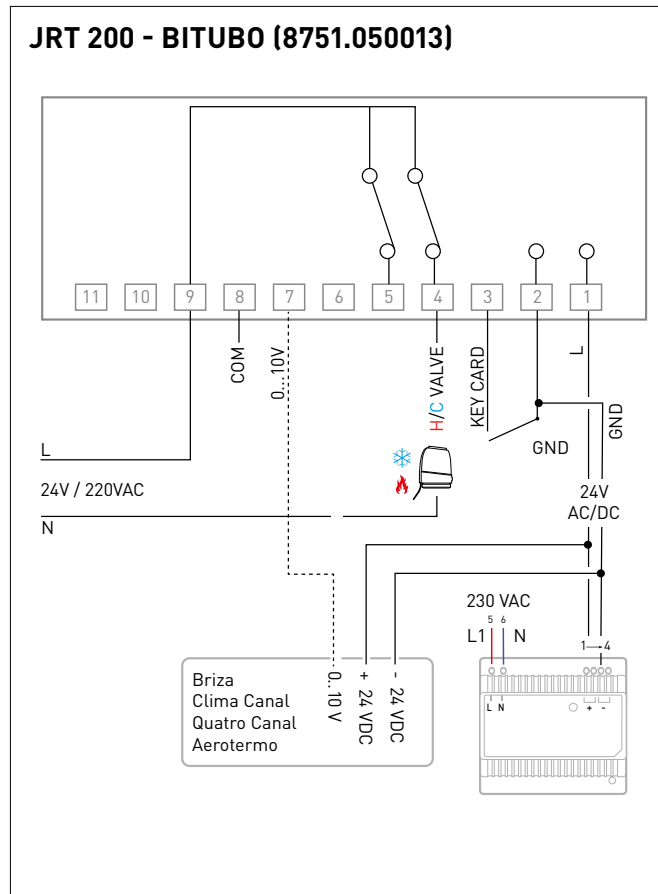 JRT 200 - BITUBO (8751.050013)
11 10 9 8 7 6 5 4 3 2 1
COM
0...10V
H/C VALVE
KEY CARD
L
GND
GND
L
24V / 220VAC
N
24V
AC/DC
230 VAC
5 6
L1 N
1→4
Briza
Clima Canal
Quatro Canal
Aerotermo
0..10 V
+ 24 VDC
- 24 VDC
L N
+ -